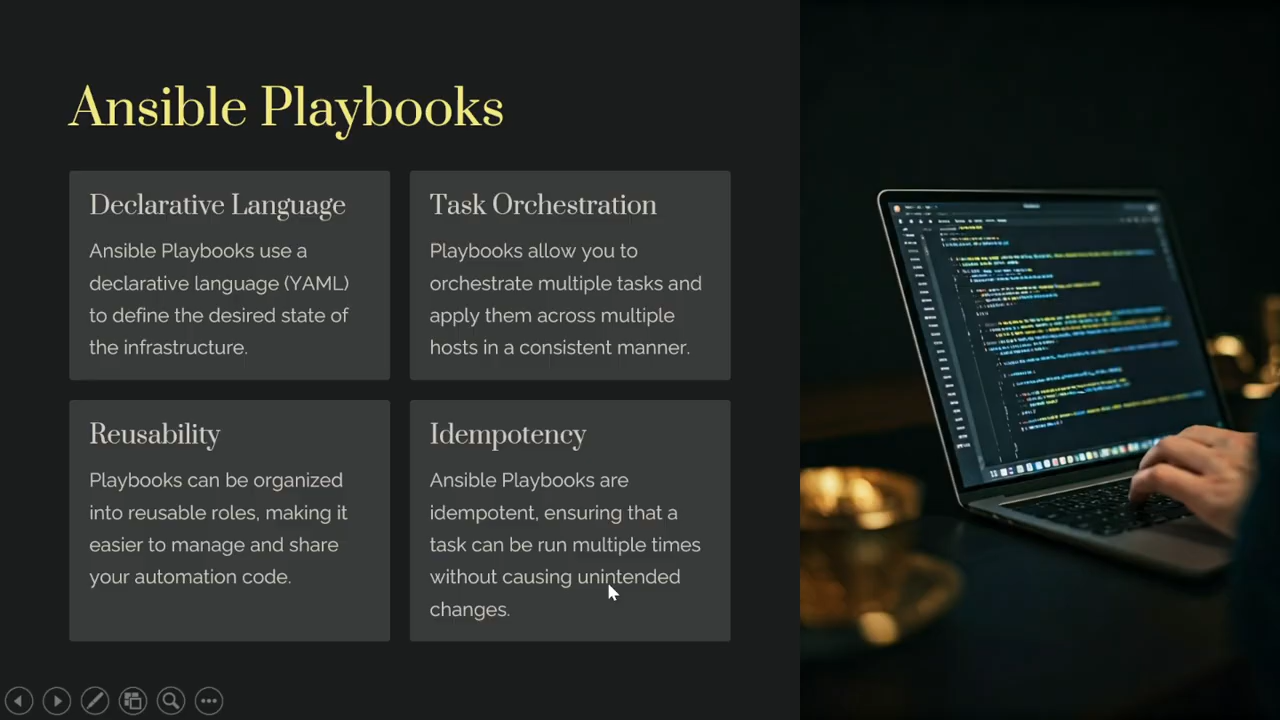 Ansible Playbooks
Declarative Language
Ansible Playbooks use a
declarative language (YAML)
to define the desired state of
the infrastructure.
Task Orchestration
Playbooks allow you to
orchestrate multiple tasks and
apply them across multiple
hosts in a consistent manner.
Reusability
Playbooks can be organized
into reusable roles, making it
easier to manage and share
your automation code.
Idempotency
Ansible Playbooks are
idempotent, ensuring that a
task can be run multiple times
without causing unintended
changes.